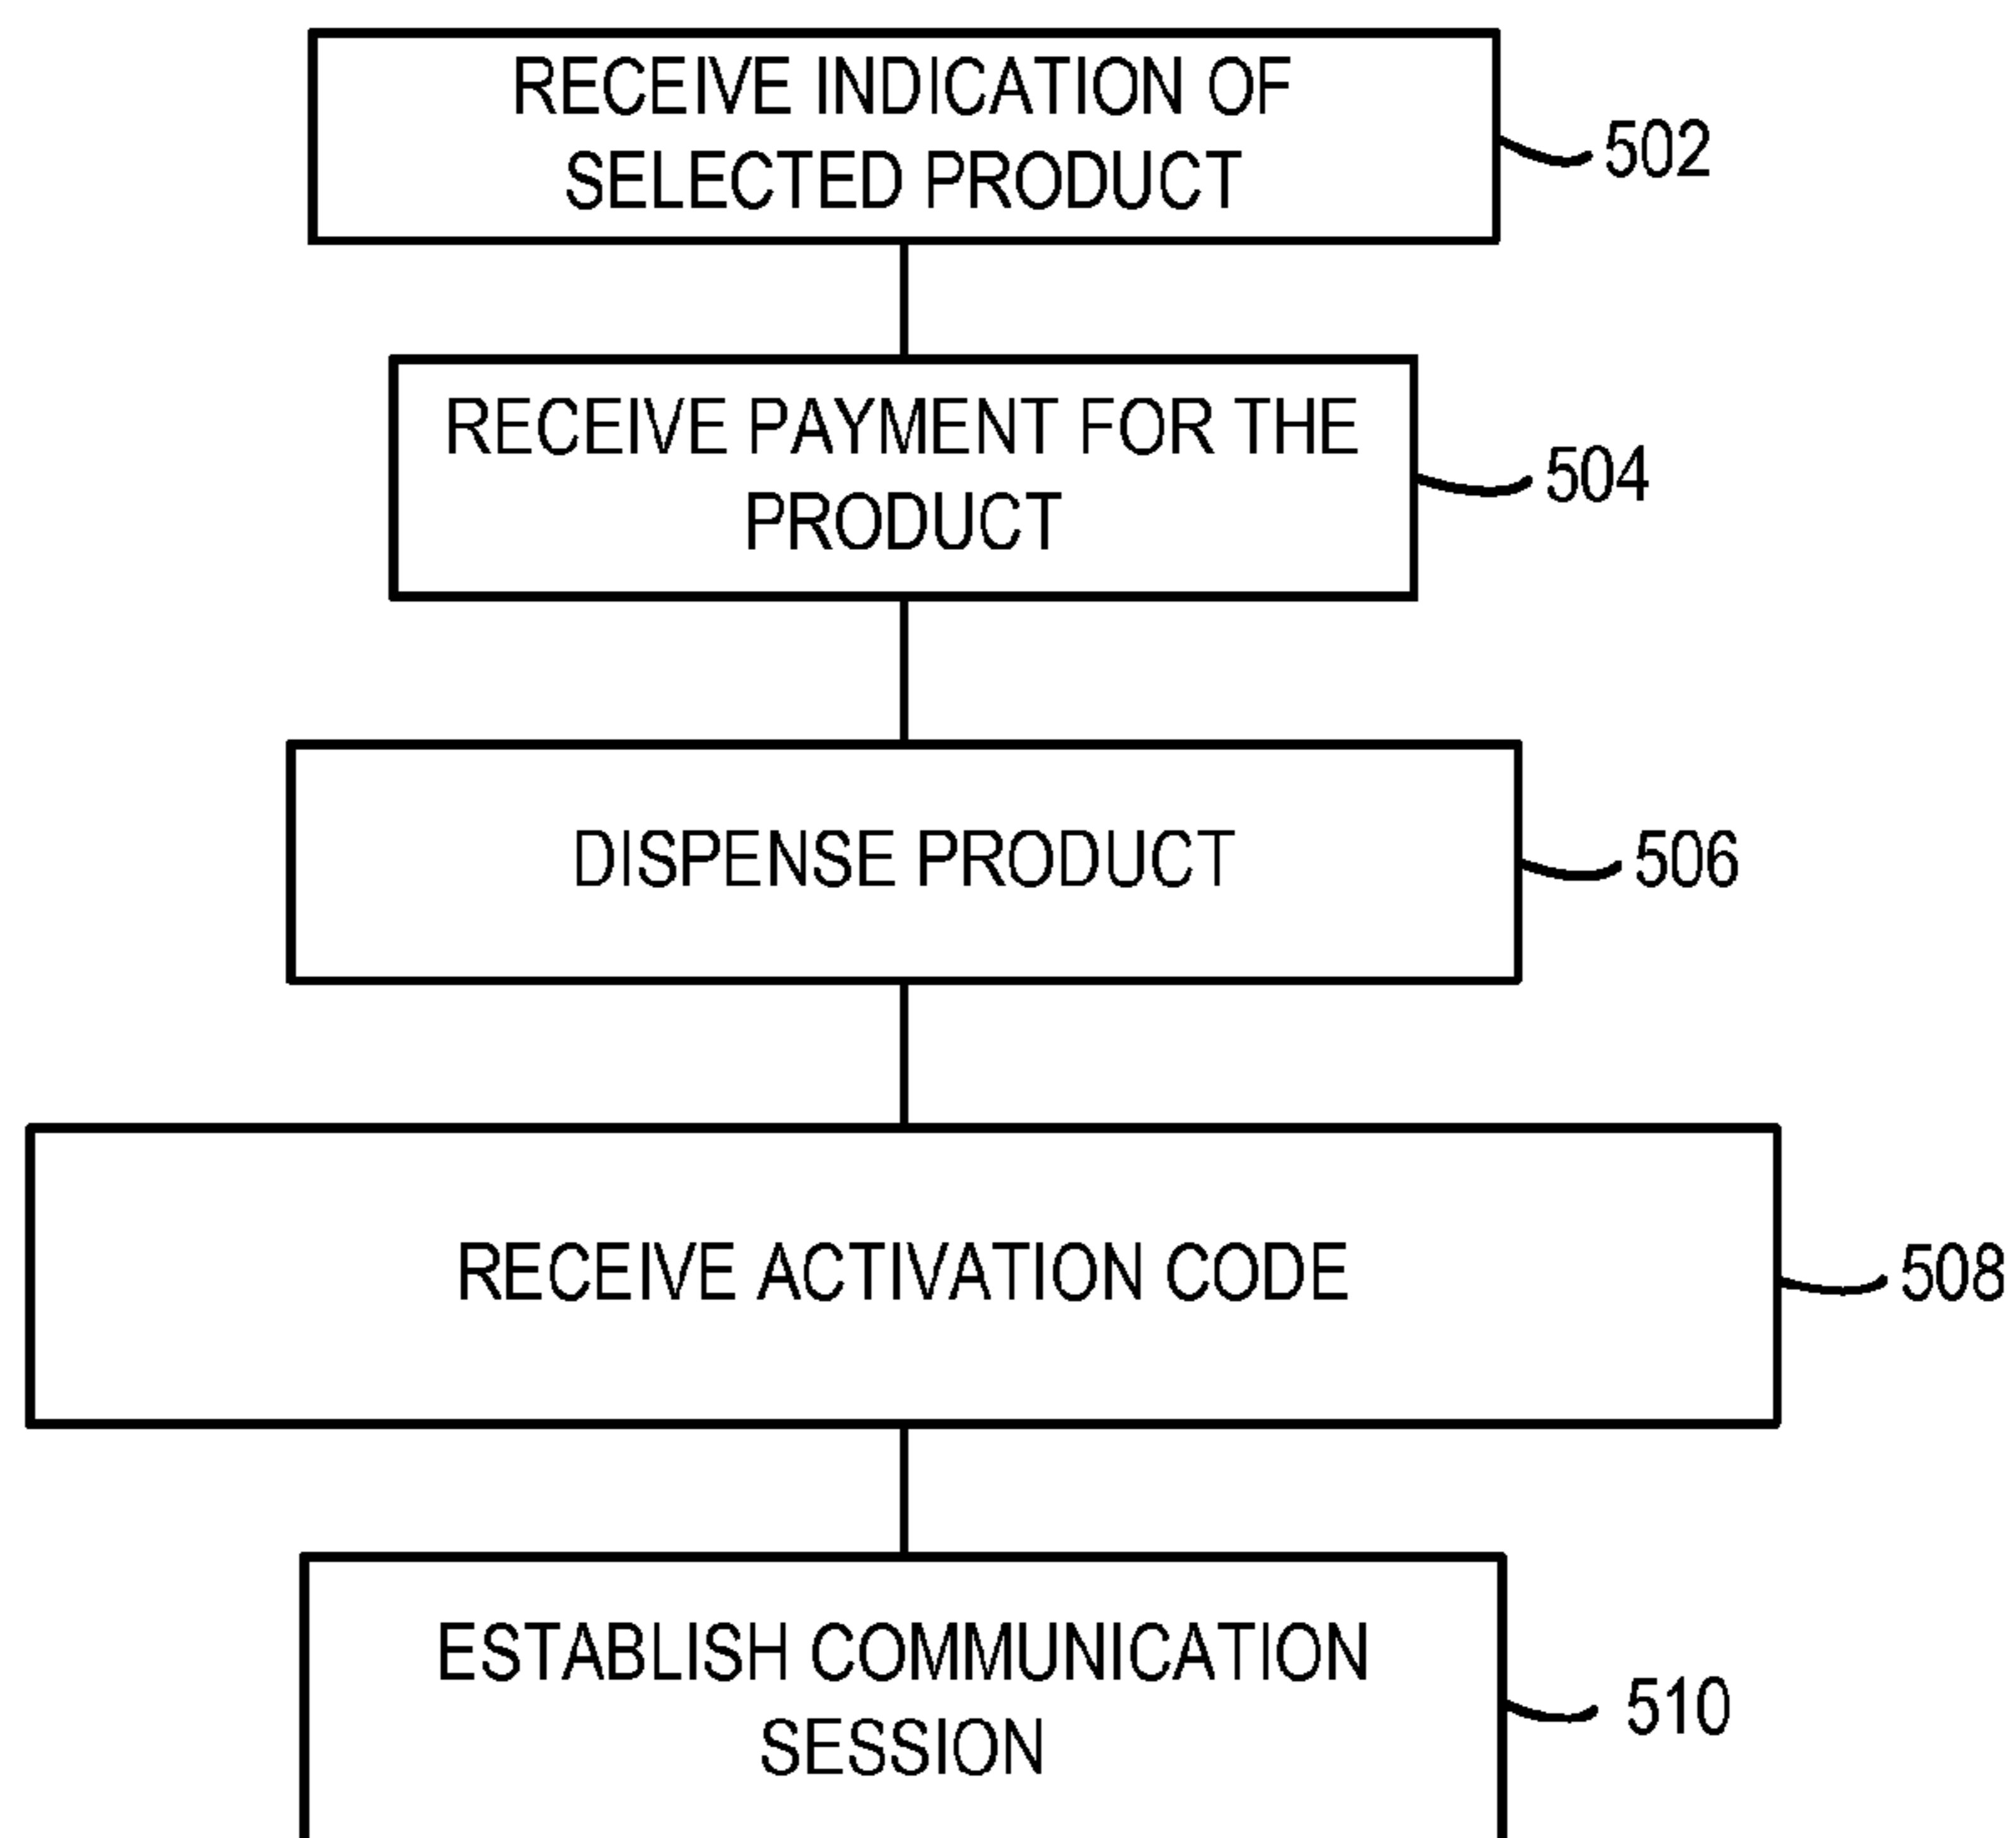 RECEIVE INDICATION OF
SELECTED PRODUCT
502
RECEIVE PAYMENT FOR THE
PRODUCT
504
DISPENSE PRODUCT
506
RECEIVE ACTIVATION CODE
508
ESTABLISH COMMUNICATION
SESSION
510